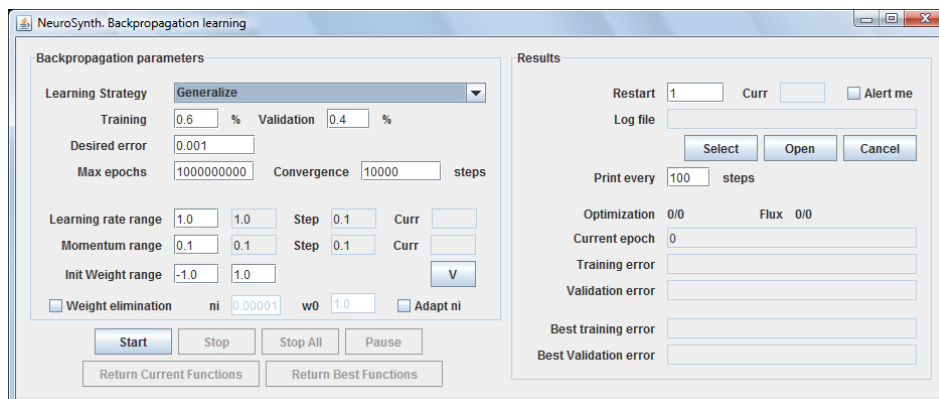 NeuroSynth. Backpropagation learning
Backpropagation parameters
Learning Strategy Generalize
Training 0.6 % Validation 0.4 %
Desired error 0.001
Max epochs 1000000000 Convergence 10000 steps
Learning rate range 1.0 1.0 Step 0.1 Curr
Momentum range 0.1 0.1 Step 0.1 Curr
Init Weight range -1.0 1.0 V
Weight elimination ni 0.00001 w0 1.0 Adapt ni
Start Stop Stop All Pause
Return Current Functions Return Best Functions
Results
Restart 1 Curr Alert me
Log file
Select Open Cancel
Print every 100 steps
Optimization 0/0 Flux 0/0
Current epoch 0
Training error
Validation error
Best training error
Best Validation error